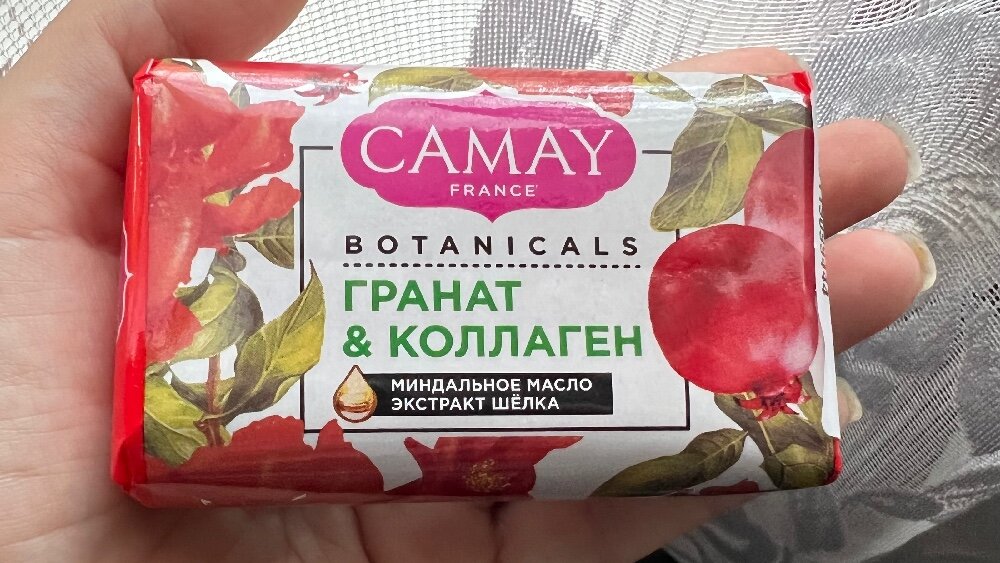 CAMAY
FRANCE
BOTANICALS
ГРАНАТ
& КОЛЛАГЕН
МИНДАЛЬНОЕ МАСЛО
ЭКСТРАКТ ШЁЛКА